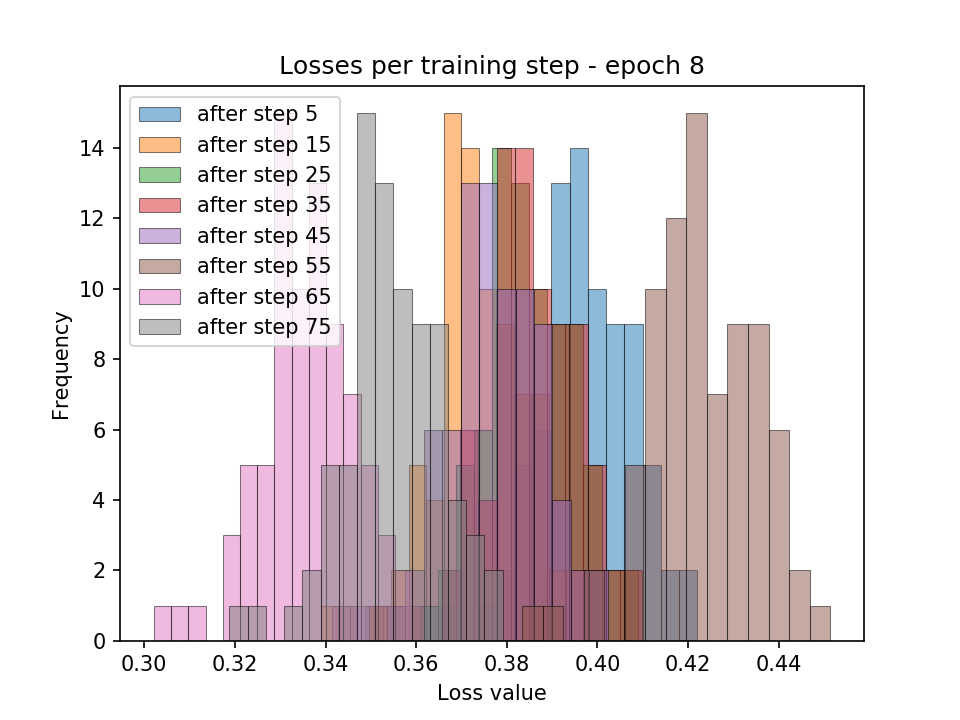 Losses per training step - epoch 8
after step 5
after step 15
after step 25
after step 35
after step 45
after step 55
after step 65
after step 75
14
12
10
8
6
4
2
0
Frequency
0.30 0.32 0.34 0.36 0.38 0.40 0.42 0.44
Loss value